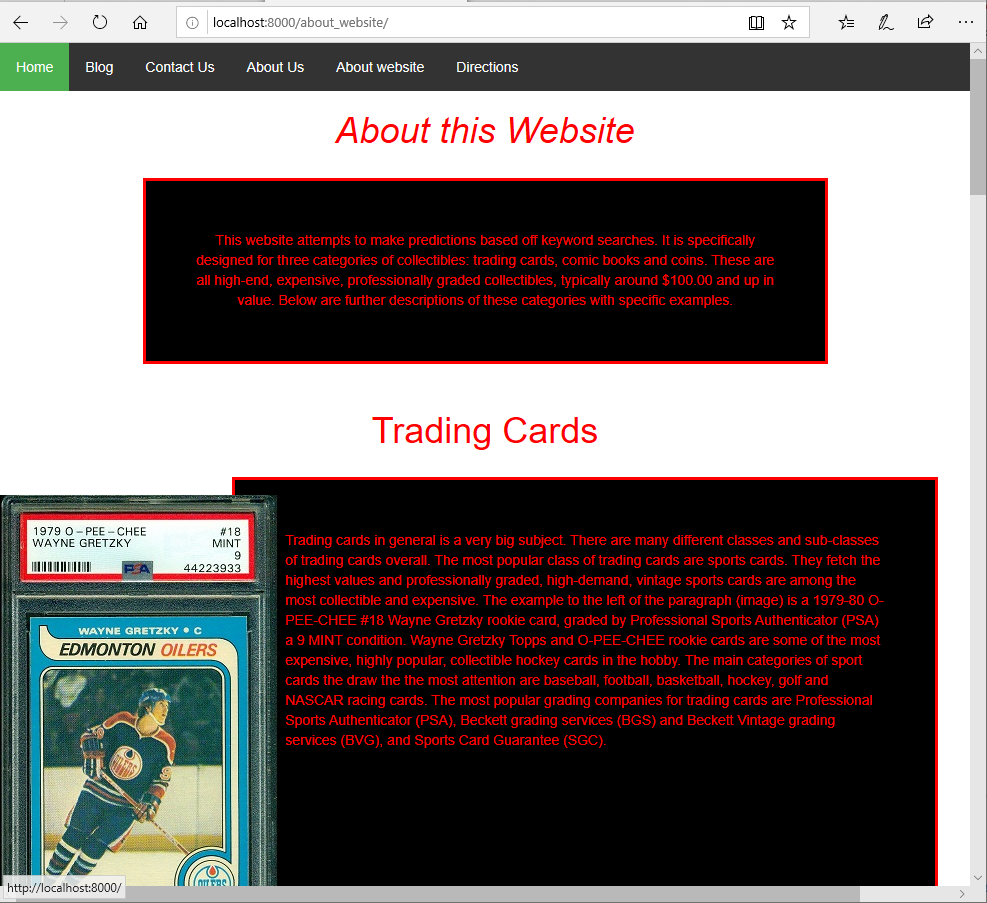 localhost:8000/about_website/
Home Blog Contact Us About Us About website Directions
About this Website
This website attempts to make predictions based off keyword searches. It is specifically
designed for three categories of collectibles: trading cards, comic books and coins. These are
all high-end, expensive, professionally graded collectibles, typically around $100.00 and up in
value. Below are further descriptions of these categories with specific examples.
Trading Cards
1979 O-PEE-CHEE #18
WAYNE GRETZKY MINT
9
PSA 44223933
WAYNE GRETZKY • C
EDMONTON OILERS
OILERS
9
OILERS
Trading cards in general is a very big subject. There are many different classes and sub-classes
of trading cards overall. The most popular class of trading cards are sports cards. They fetch the
highest values and professionally graded, high-demand, vintage sports cards are among the
most collectible and expensive. The example to the left of the paragraph (image) is a 1979-80 O-
PEE-CHEE #18 Wayne Gretzky rookie card, graded by Professional Sports Authenticator (PSA)
a 9 MINT condition. Wayne Gretzky Topps and O-PEE-CHEE rookie cards are some of the most
expensive, highly popular, collectible hockey cards in the hobby. The main categories of sport
cards the draw the the most attention are baseball, football, basketball, hockey, golf and
NASCAR racing cards. The most popular grading companies for trading cards are Professional
Sports Authenticator (PSA), Beckett grading services (BGS) and Beckett Vintage grading
services (BVG), and Sports Card Guarantee (SGC).
http://localhost:8000/